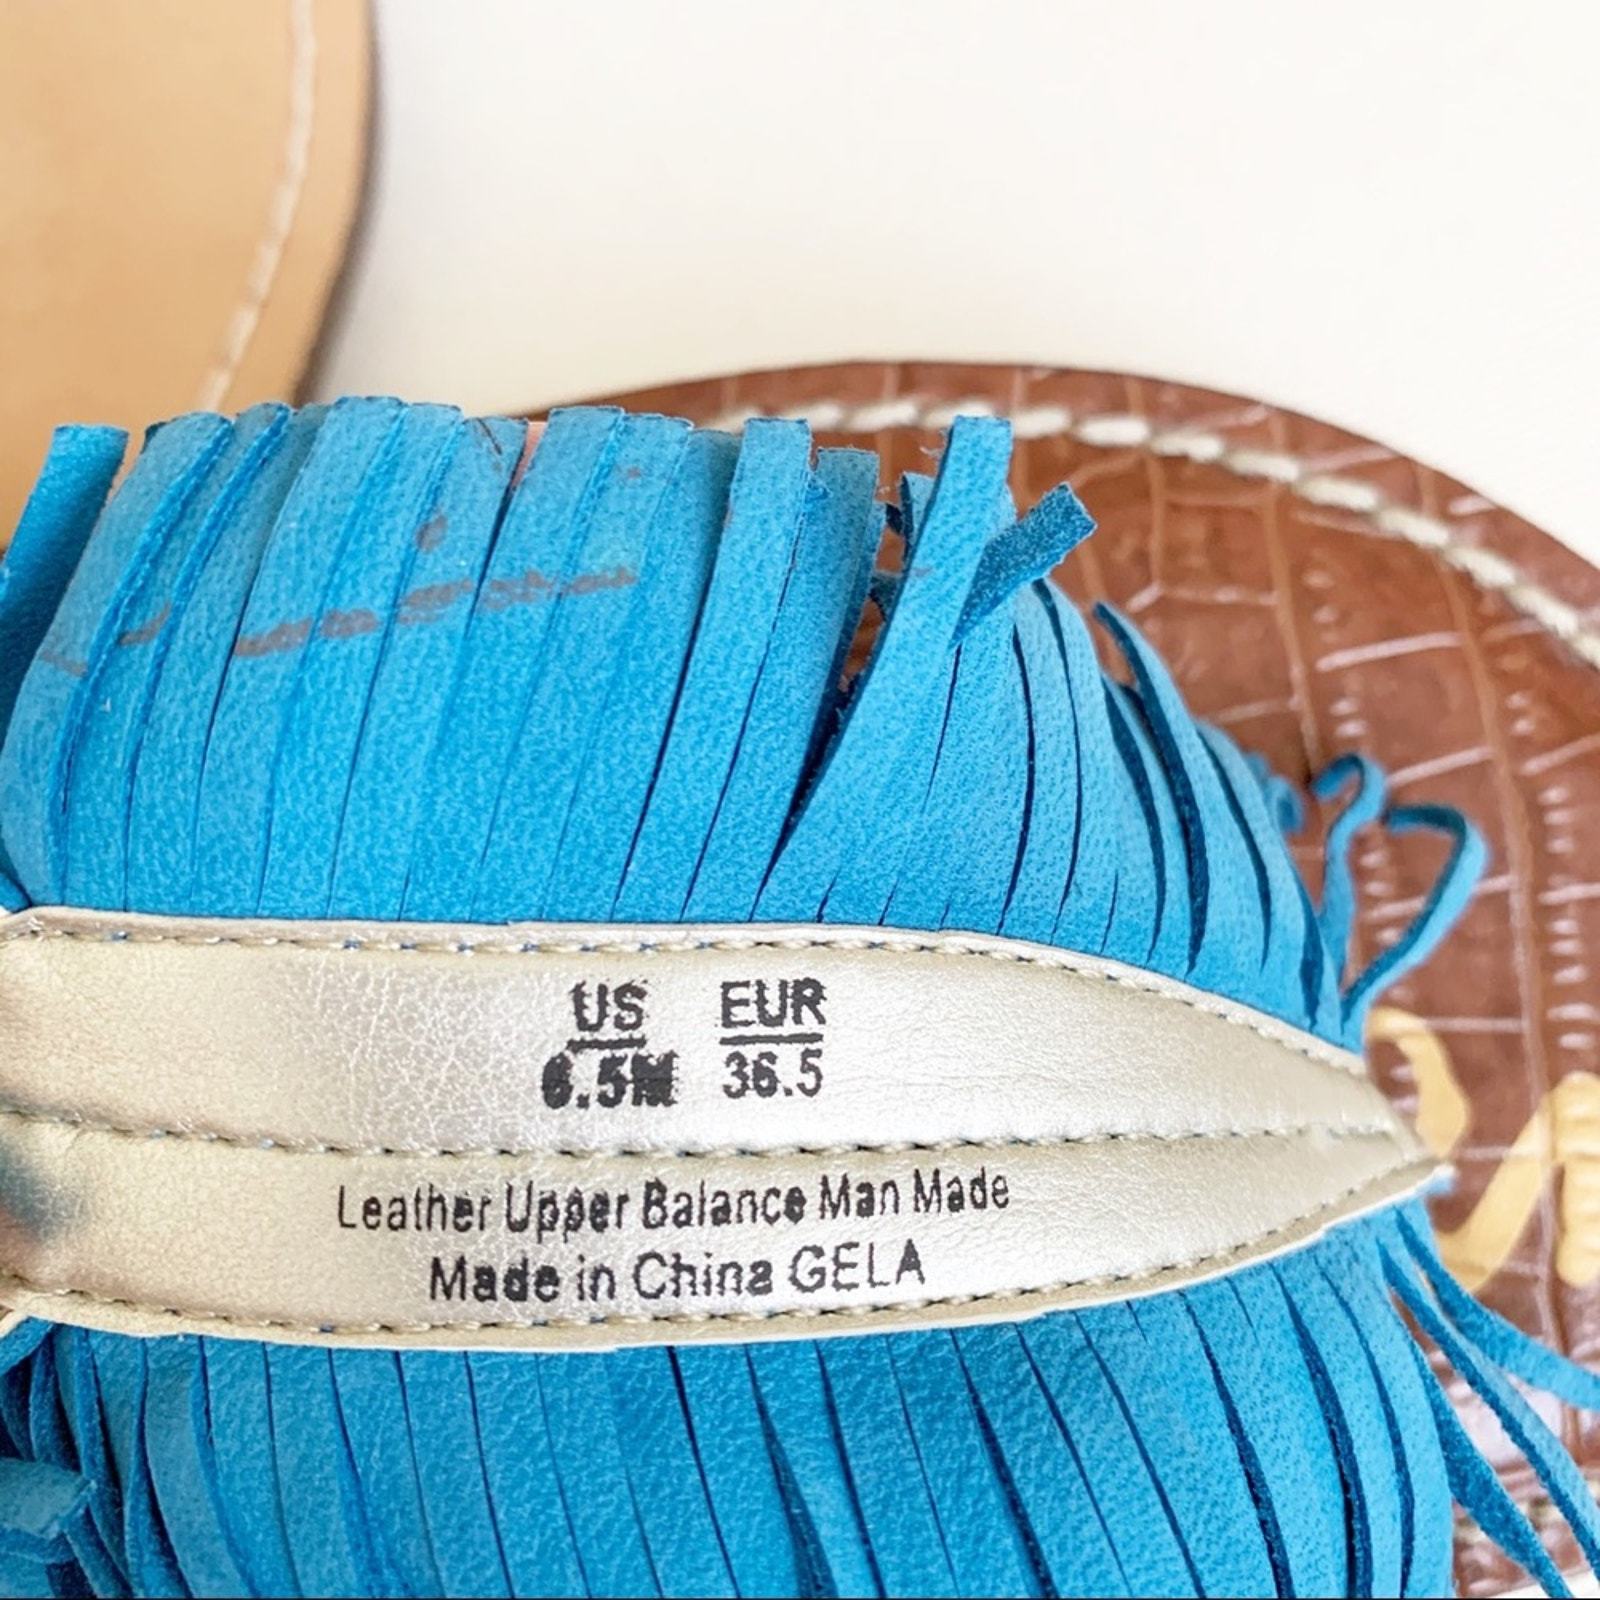 US EUR
6.5M 36.5
Leather Upper Balance Man Made
Made in China GELA